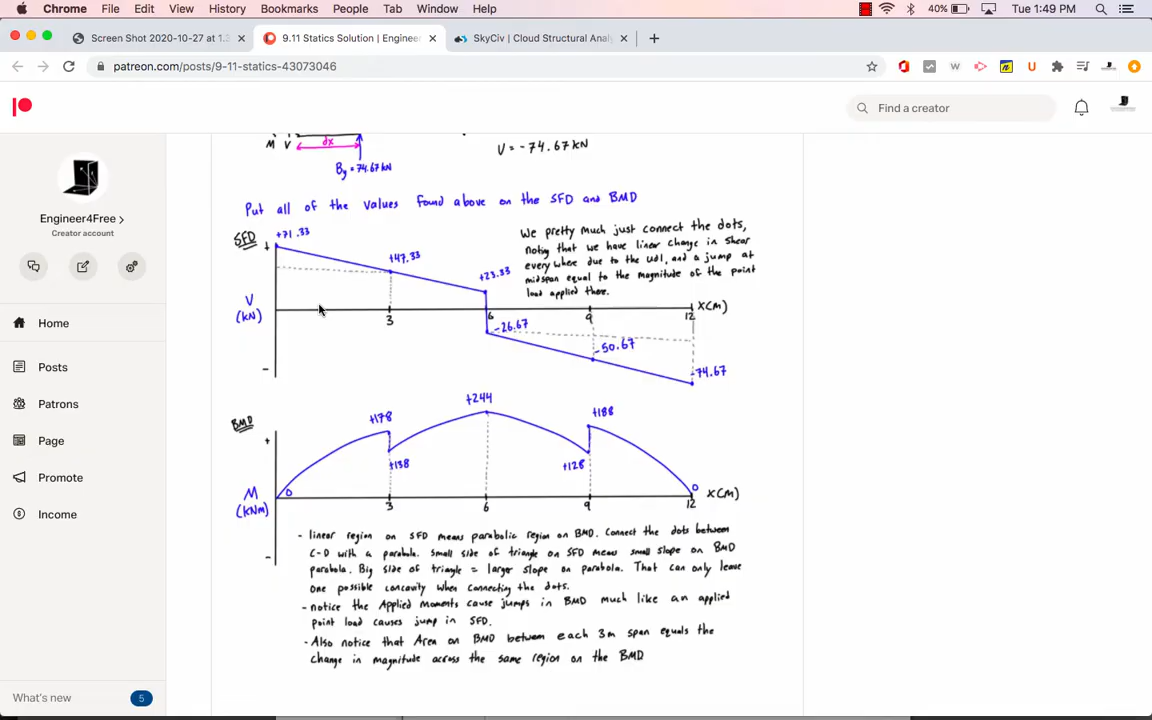 Chrome File Edit View History Bookmarks People Tab Window Help 40% Tue 1:49 PM
Screen Shot 2020-10-27 at 1.3 9.11 Statics Solution | Enginee SkyCiv | Cloud Structural Anal
patreon.com/posts/9-11-statics-43073046
Find a creator
Engineer4Free
Creator account
Home
Posts
Patrons
Page
Promote
Income
What's new 5
M V dx
By = 74.67 kN
V = -74.67 kN
Put all of the values found above on the SFD and BMD
SFD
+71.33
+
+47.33
+23.33
We pretty much just connect the dots,
noting that we have linear change in shear
every where due to the udl, and a jump at
midspan equal to the magnitude of the point
load applied there.
V
(kN)
3 6 9 12 X(m)
-26.67
-50.67
-74.67
-
BMD
+
+178
+138
+244
+128
+188
M
(kNm)
0 0
3 6 9 12 X(m)
-
- linear region on SFD means parabolic region on BMD. Connect the dots between
C-D with a parabola. Small side of triangle on SFD means small slope on BMD
parabola. Big side of triangle = larger slope on parabola. That can only leave
one possible concavity when connecting the dots.
- notice the Applied moments cause jumps in BMD much like an applied
point load causes jump in SFD.
- Also notice that Area on BMD between each 3m span equals the
change in magnitude across the same region on the BMD